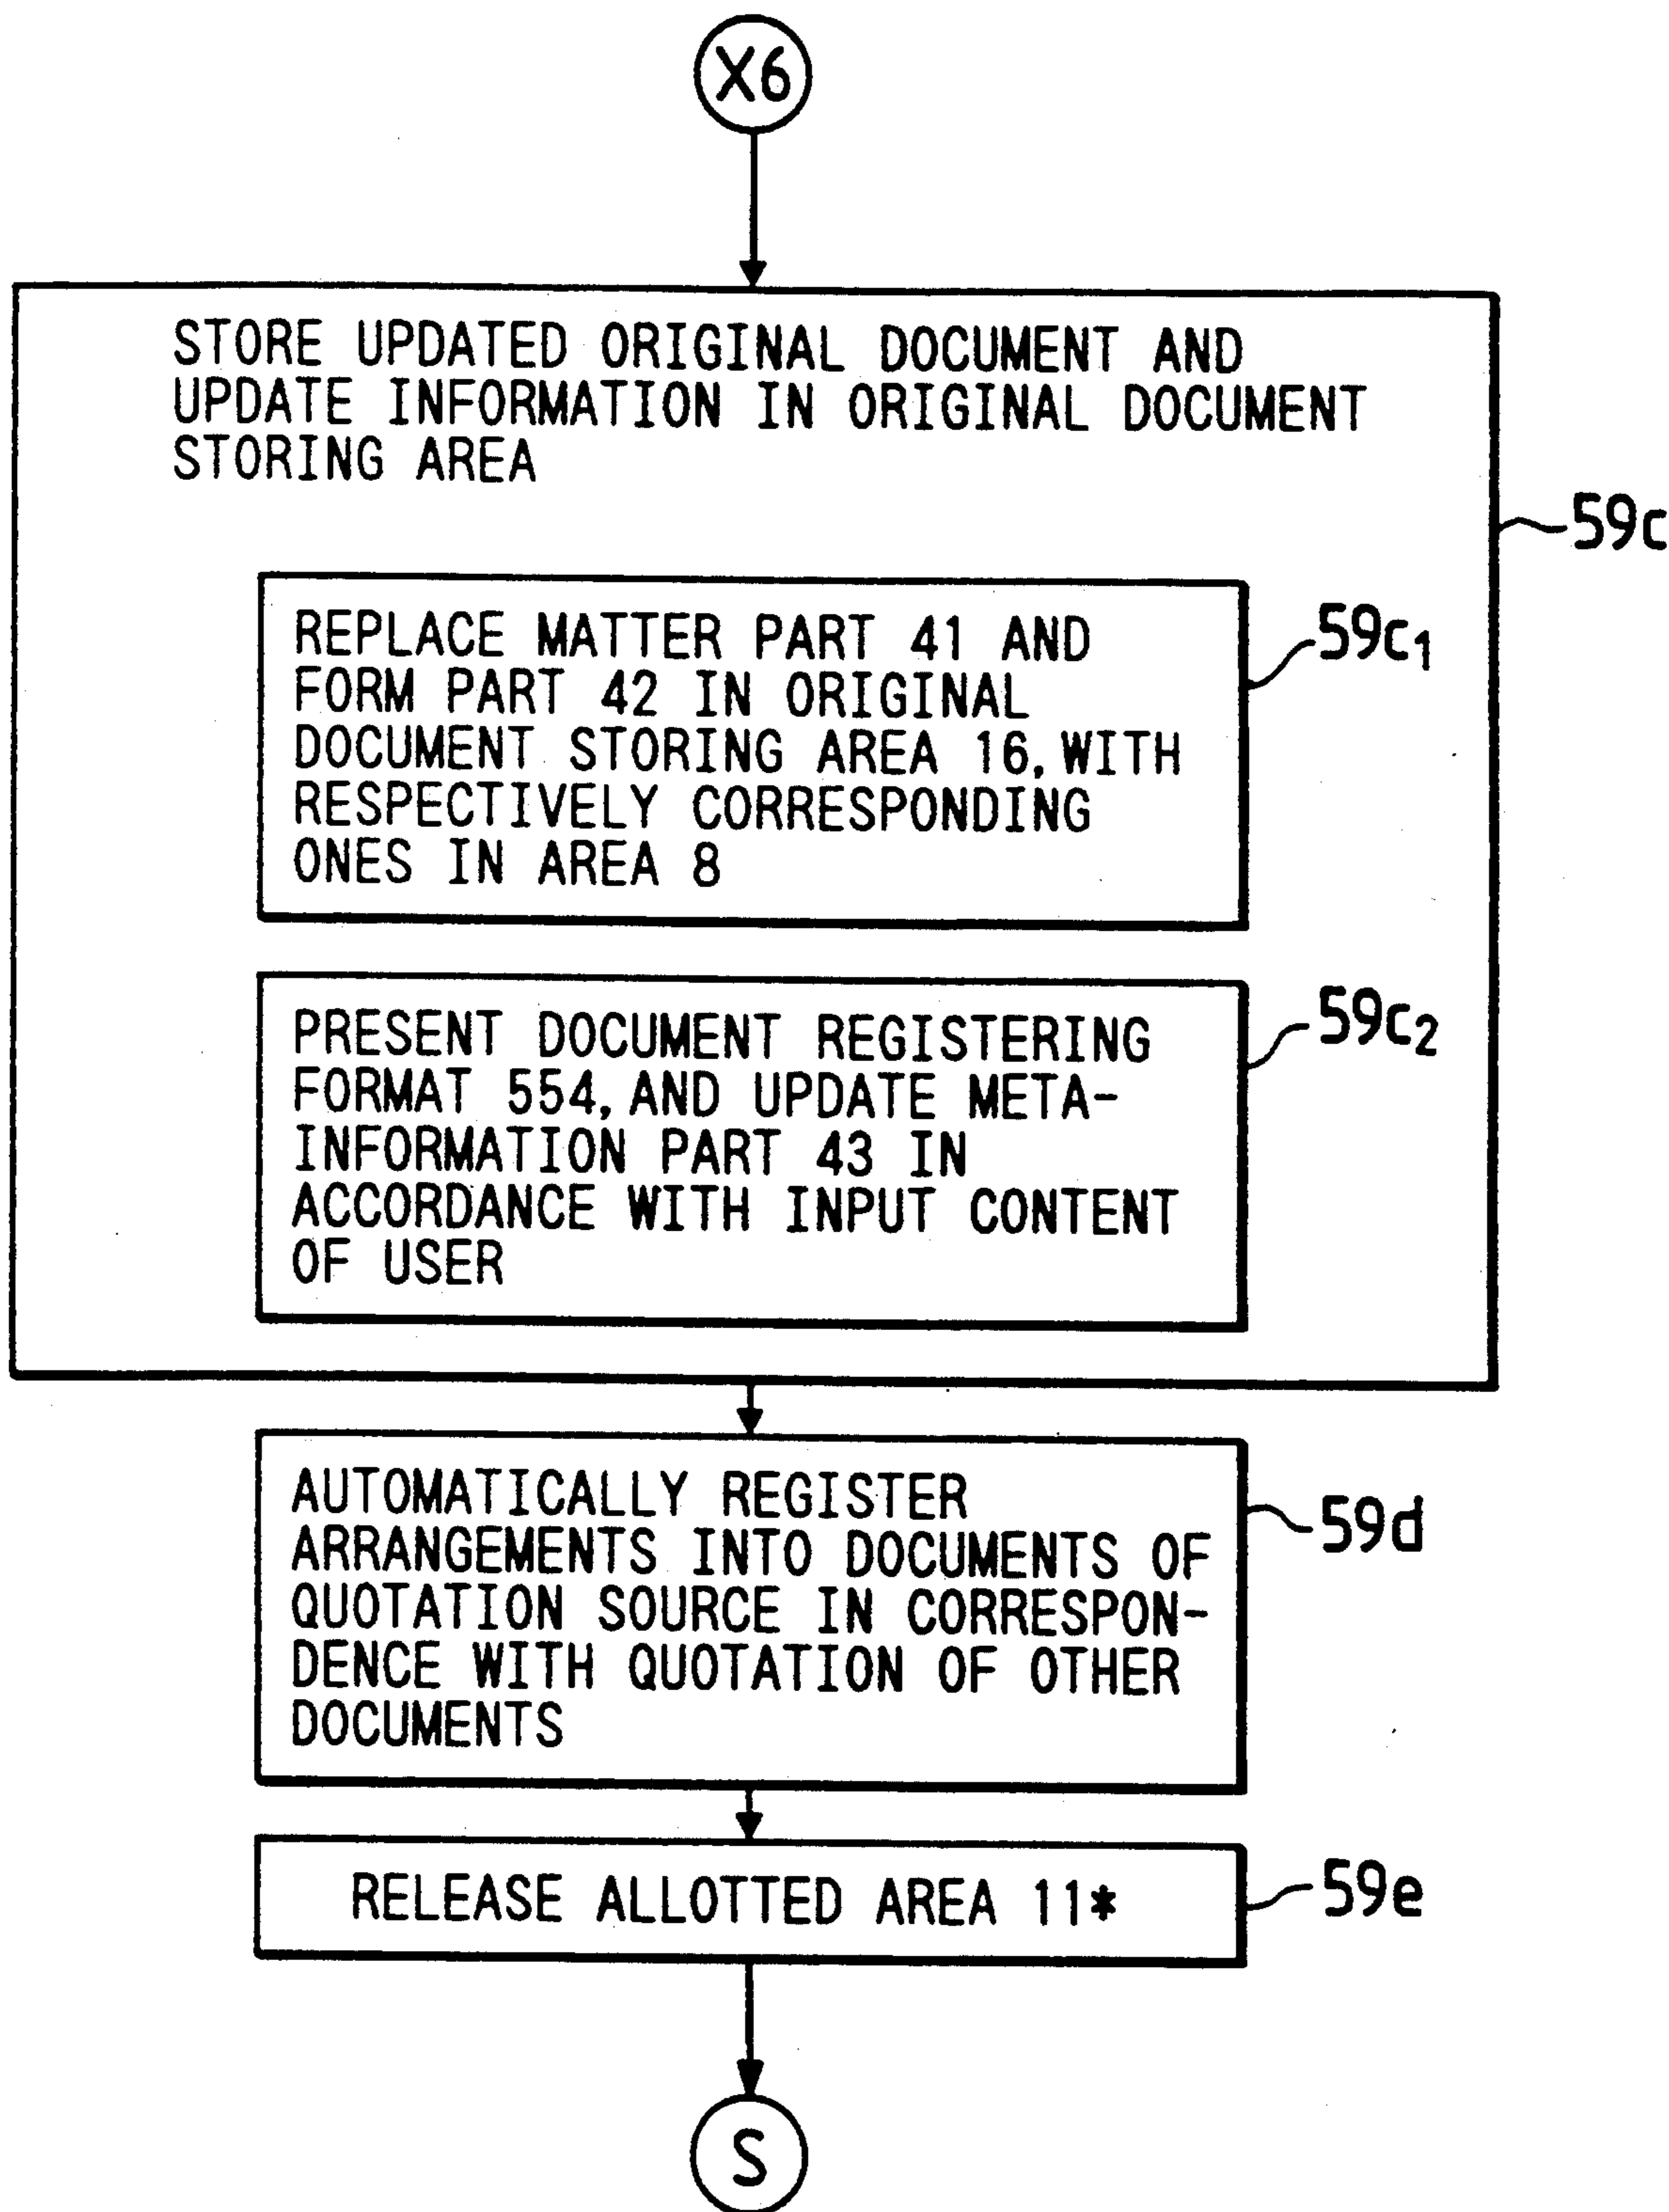 X6
STORE UPDATED ORIGINAL DOCUMENT AND
UPDATE INFORMATION IN ORIGINAL DOCUMENT
STORING AREA
59c
REPLACE MATTER PART 41 AND
FORM PART 42 IN ORIGINAL
DOCUMENT STORING AREA 16, WITH
RESPECTIVELY CORRESPONDING
ONES IN AREA 8
59c1
PRESENT DOCUMENT REGISTERING
FORMAT 554, AND UPDATE META-
INFORMATION PART 43 IN
ACCORDANCE WITH INPUT CONTENT
OF USER
59c2
AUTOMATICALLY REGISTER
ARRANGEMENTS INTO DOCUMENTS OF
QUOTATION SOURCE IN CORRESPON-
DENCE WITH QUOTATION OF OTHER
DOCUMENTS
59d
RELEASE ALLOTTED AREA 11*
59e
S